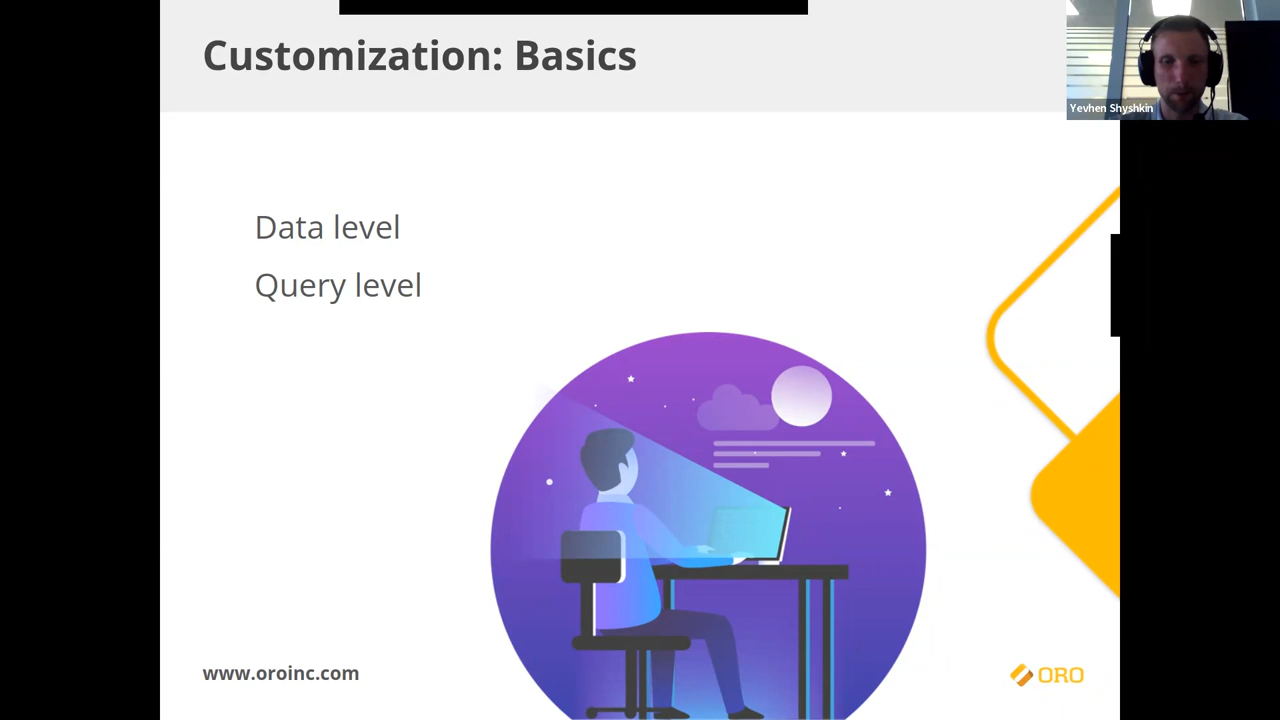 Customization: Basics
Yevhen Shyshkin
Data level
Query level
www.oroinc.com
ORO